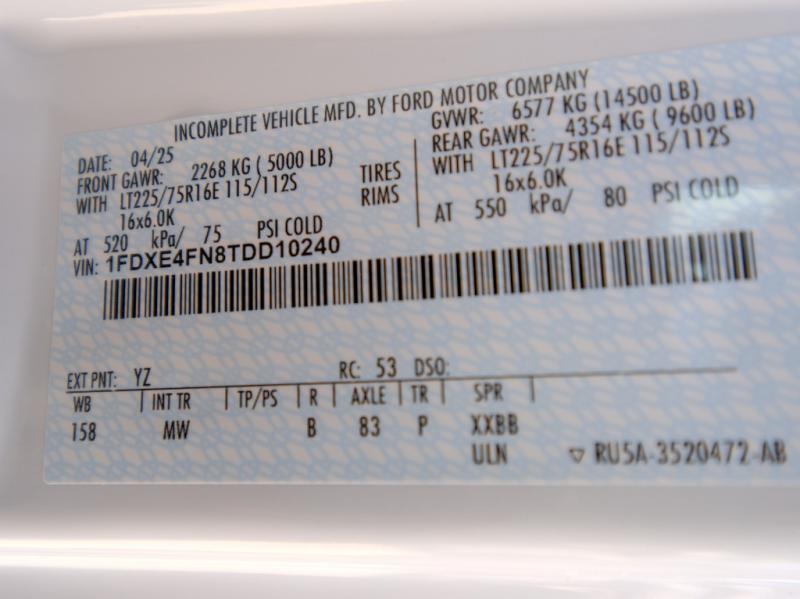 INCOMPLETE VEHICLE MFD. BY FORD MOTOR COMPANY
DATE: 04/25 GVWR: 6577 KG (14500 LB)
FRONT GAWR: 2268 KG ( 5000 LB) REAR GAWR: 4354 KG ( 9600 LB)
WITH LT225/75R16E 115/112S TIRES WITH LT225/75R16E 115/112S
16x6.0K RIMS 16x6.0K
AT 520 kPa/ 75 PSI COLD AT 550 kPa/ 80 PSI COLD
VIN: 1FDXE4FN8TDD10240
EXT PNT: YZ RC: 53 DSO:
WB INT TR TP/PS R AXLE TR SPR
158 MW B 83 P XXBB
ULN RU5A-3520472-AB